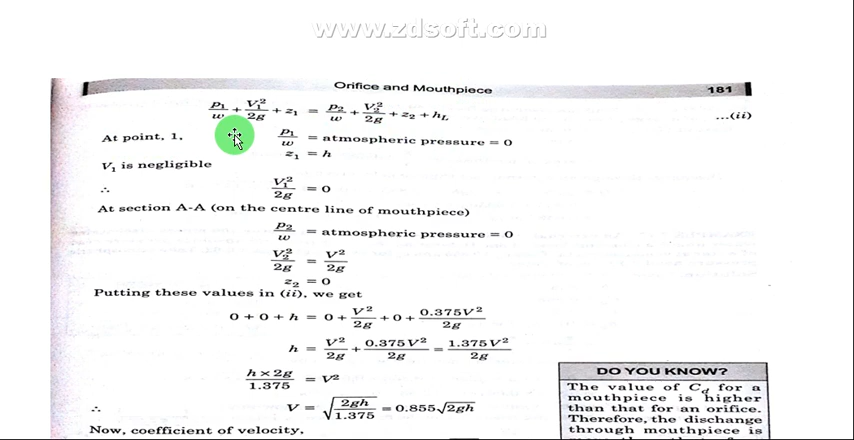 www.zdsoft.com
Orifice and Mouthpiece 181
p₁/w + V₁²/2g + z₁ = p₂/w + V₂²/2g + z₂ + h_L ...(ii)
At point, 1, p₁/w = atmospheric pressure = 0
z₁ = h
V₁ is negligible
∴ V₁²/2g = 0
At section A-A (on the centre line of mouthpiece)
p₂/w = atmospheric pressure = 0
V₂²/2g = V²/2g
z₂ = 0
Putting these values in (ii), we get
0 + 0 + h = 0 + V²/2g + 0 + 0.375V²/2g
h = V²/2g + 0.375V²/2g = 1.375V²/2g
h × 2g/1.375 = V²
∴ V = √(2gh/1.375) = 0.855√2gh
Now, coefficient of velocity,
DO YOU KNOW?
The value of C_d for a
mouthpiece is higher
than that for an orifice.
Therefore, the discharge
through mouthpiece is